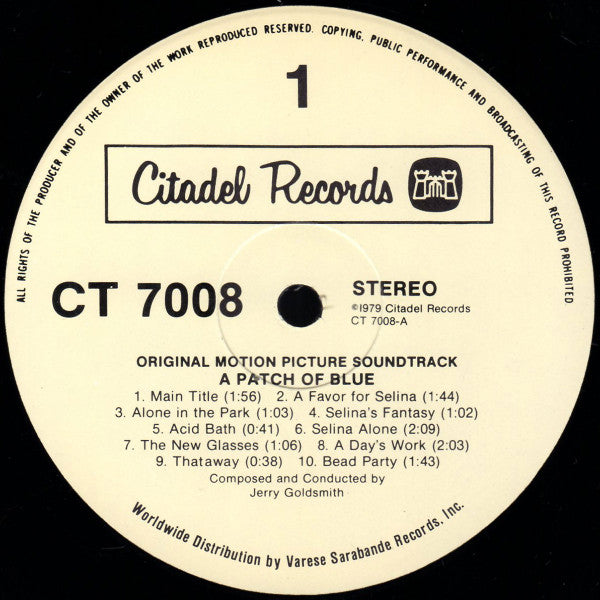 ALL RIGHTS OF THE PRODUCER AND OF THE OWNER OF THE WORK REPRODUCED RESERVED. COPYING, PUBLIC PERFORMANCE AND BROADCASTING OF THIS RECORD PROHIBITED
1
Citadel Records
CT 7008
STEREO
©1979 Citadel Records
CT 7008-A
ORIGINAL MOTION PICTURE SOUNDTRACK
A PATCH OF BLUE
1. Main Title (1:56) 2. A Favor for Selina (1:44)
3. Alone in the Park (1:03) 4. Selina's Fantasy (1:02)
5. Acid Bath (0:41) 6. Selina Alone (2:09)
7. The New Glasses (1:06) 8. A Day's Work (2:03)
9. Thataway (0:38) 10. Bead Party (1:43)
Composed and Conducted by
Jerry Goldsmith
Worldwide Distribution by Varese Sarabande Records, Inc.